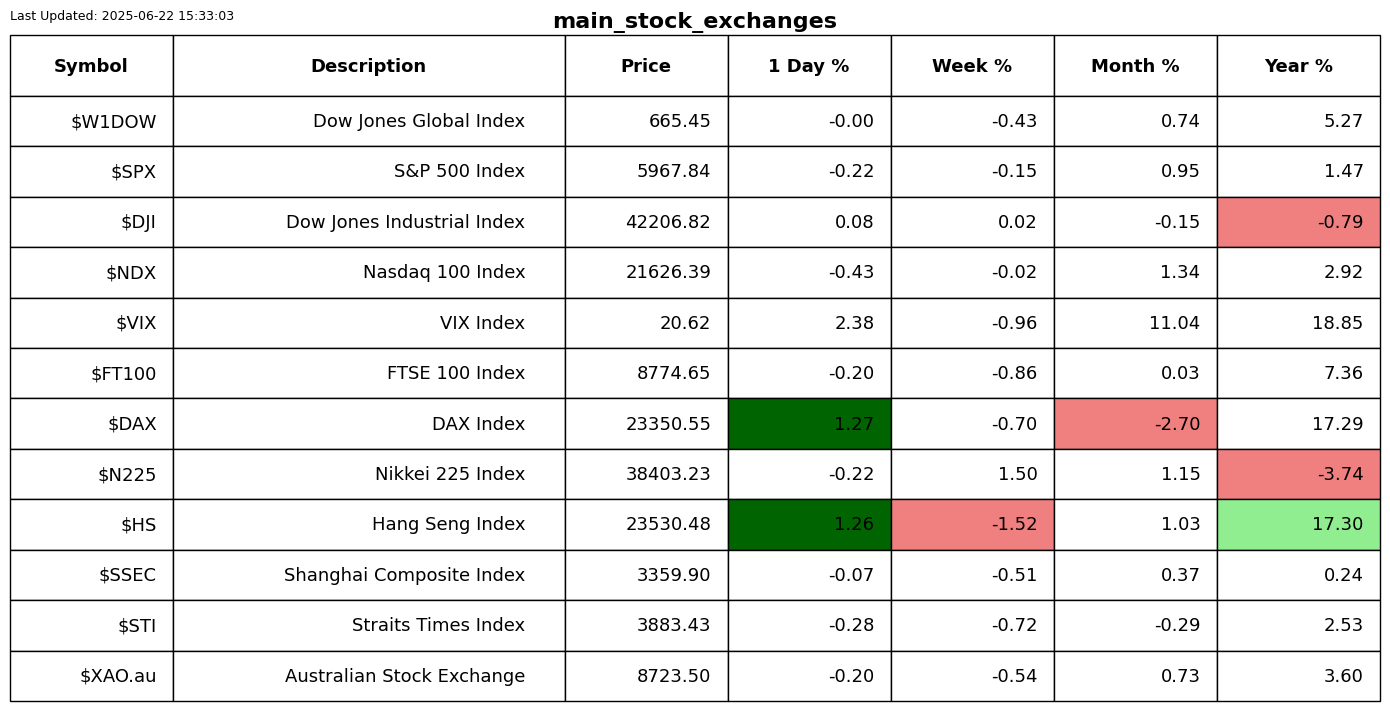 Last Updated: 2025-06-22 15:33:03
main_stock_exchanges
Symbol Description Price 1 Day % Week % Month % Year %
$W1DOW Dow Jones Global Index 665.45 -0.00 -0.43 0.74 5.27
$SPX S&P 500 Index 5967.84 -0.22 -0.15 0.95 1.47
$DJI Dow Jones Industrial Index 42206.82 0.08 0.02 -0.15 -0.79
$NDX Nasdaq 100 Index 21626.39 -0.43 -0.02 1.34 2.92
$VIX VIX Index 20.62 2.38 -0.96 11.04 18.85
$FT100 FTSE 100 Index 8774.65 -0.20 -0.86 0.03 7.36
$DAX DAX Index 23350.55 1.27 -0.70 -2.70 17.29
$N225 Nikkei 225 Index 38403.23 -0.22 1.50 1.15 -3.74
$HS Hang Seng Index 23530.48 1.26 -1.52 1.03 17.30
$SSEC Shanghai Composite Index 3359.90 -0.07 -0.51 0.37 0.24
$STI Straits Times Index 3883.43 -0.28 -0.72 -0.29 2.53
$XAO.au Australian Stock Exchange 8723.50 -0.20 -0.54 0.73 3.60